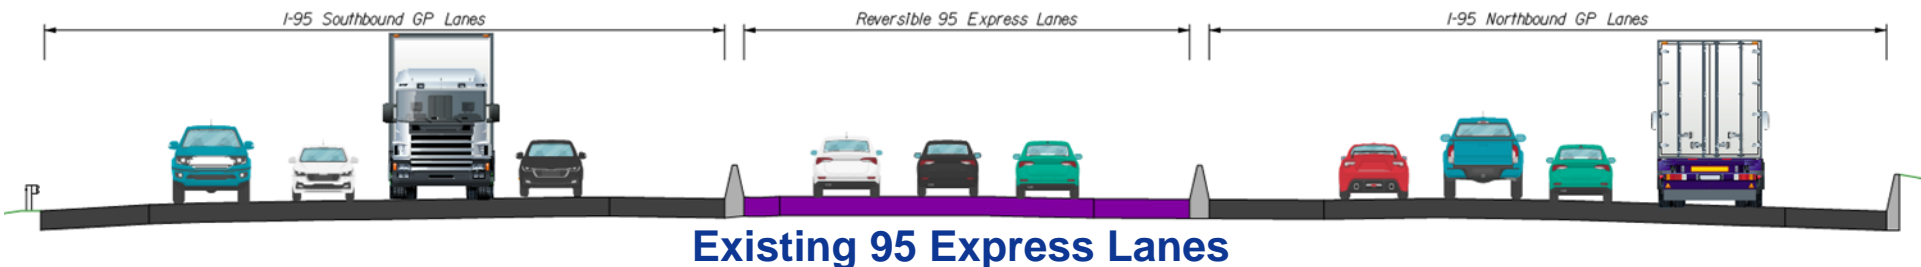 I-95 Southbound GP Lanes
Reversible 95 Express Lanes
I-95 Northbound GP Lanes
Existing 95 Express Lanes